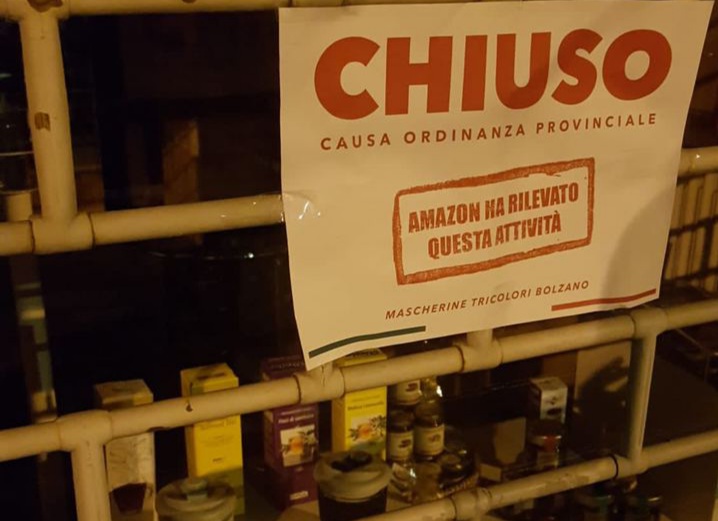 CHIUSO
CAUSA ORDINANZA PROVINCIALE
AMAZON HA RILEVATO
QUESTA ATTIVITÀ
MASCHERINE TRICOLORI BOLZANO